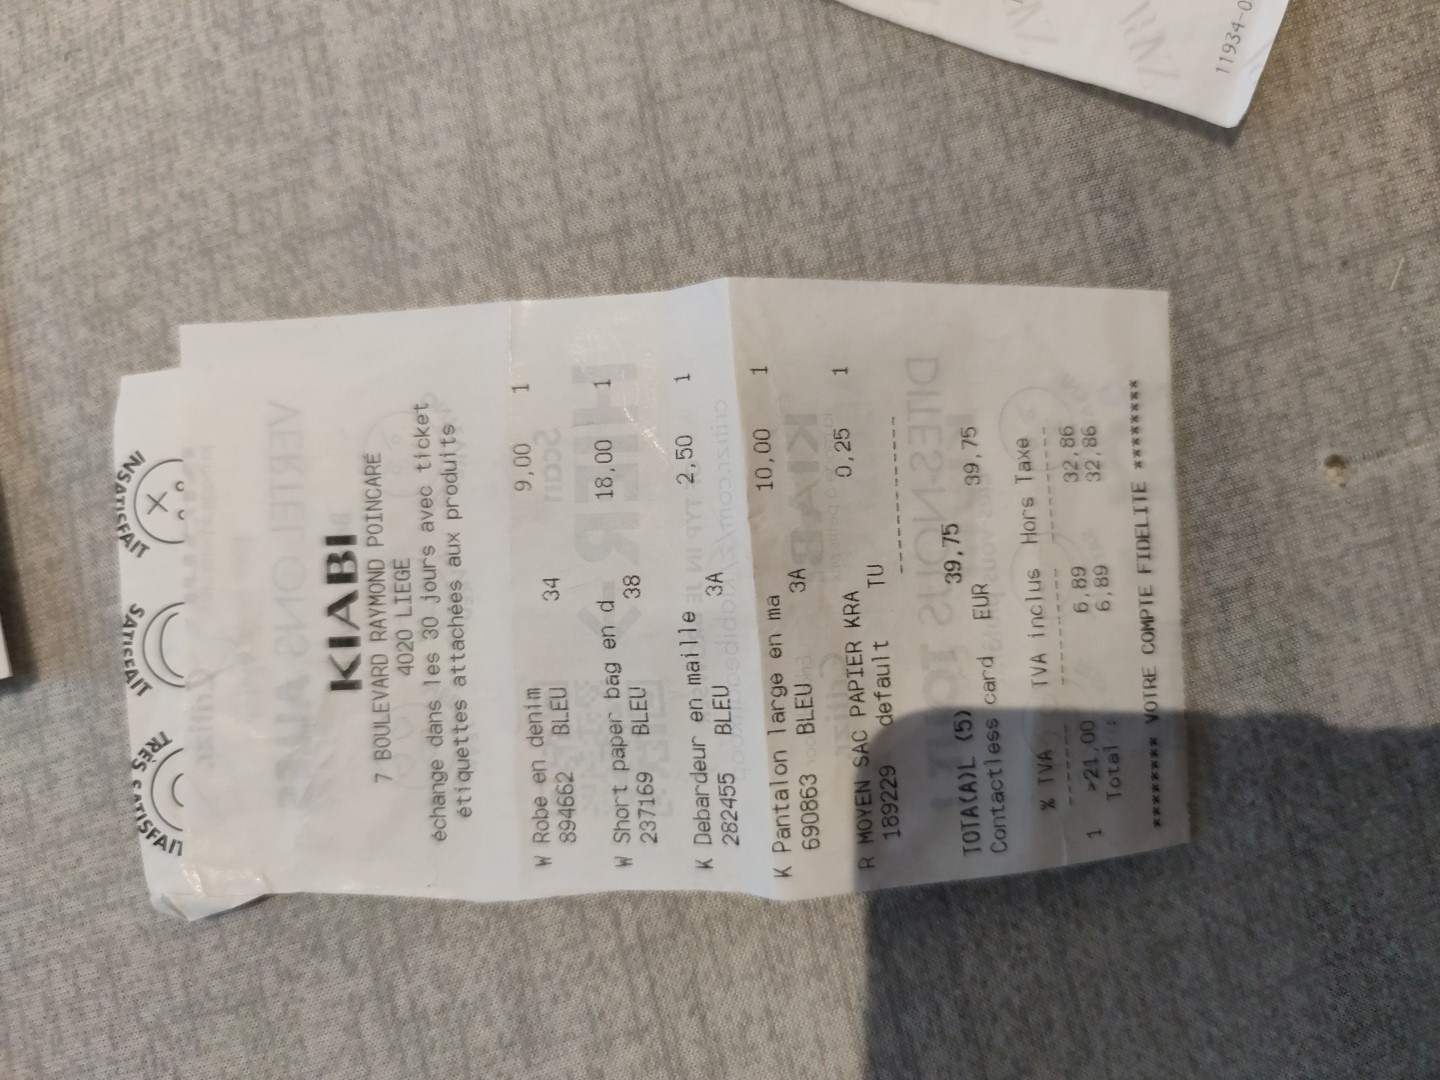 INSATISFAIT
SATISFAIT
TRÈS SATISFAIT
KIABI
7 BOULEVARD RAYMOND POINCARÉ
4020 LIEGE
échange dans les 30 jours avec ticket
étiquettes attachées aux produits
W Robe en denim 9,00 1
894662 BLEU 34
W Short paper bag en d 18,00 1
237169 BLEU 38
K Debardeur en maille 2,50 1
282455 BLEU 3A
K Pantalon large en ma 10,00 1
690863 BLEU 3A
R MOYEN SAC PAPIER KRA 0,25 1
189229 default TU
--------------
TOTA(A)L (5) 39,75
Contactless card EUR 39,75
% TVA TVA inclus Hors Taxe
1 >21,00 6,89 32,86
Total : 6,89 32,86
******** VOTRE COMPTE FIDELITE ********
11934-0